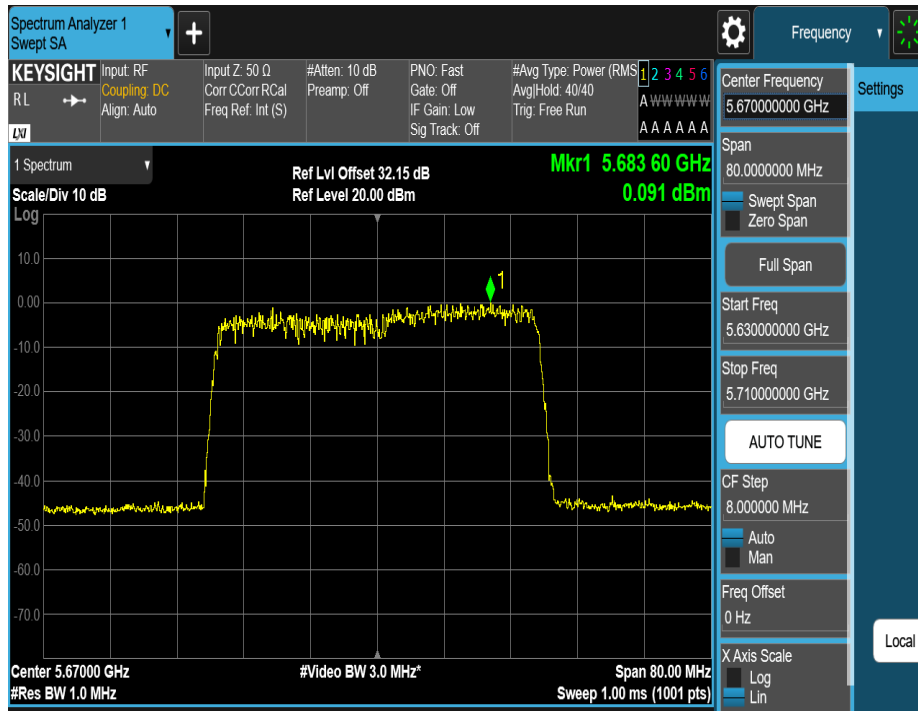 Spectrum Analyzer 1
Swept SA
+
Frequency
KEYSIGHT
R L
LXI
Input: RF
Coupling: DC
Align: Auto
Input Z: 50 Ω
Corr CCorr RCal
Freq Ref: Int (S)
#Atten: 10 dB
Preamp: Off
PNO: Fast
Gate: Off
IF Gain: Low
Sig Track: Off
#Avg Type: Power (RMS
Avg|Hold: 40/40
Trig: Free Run
1 2 3 4 5 6
A W W W W W
A A A A A A
1 Spectrum
Scale/Div 10 dB
Log
Ref Lvl Offset 32.15 dB
Ref Level 20.00 dBm
Mkr1 5.683 60 GHz
0.091 dBm
1
10.0
0.00
-10.0
-20.0
-30.0
-40.0
-50.0
-60.0
-70.0
Center 5.67000 GHz
#Res BW 1.0 MHz
#Video BW 3.0 MHz*
Span 80.00 MHz
Sweep 1.00 ms (1001 pts)
Center Frequency
5.670000000 GHz
Span
80.0000000 MHz
Swept Span
Zero Span
Full Span
Start Freq
5.630000000 GHz
Stop Freq
5.710000000 GHz
AUTO TUNE
CF Step
8.000000 MHz
Auto
Man
Freq Offset
0 Hz
X Axis Scale
Log
Lin
Settings
Local